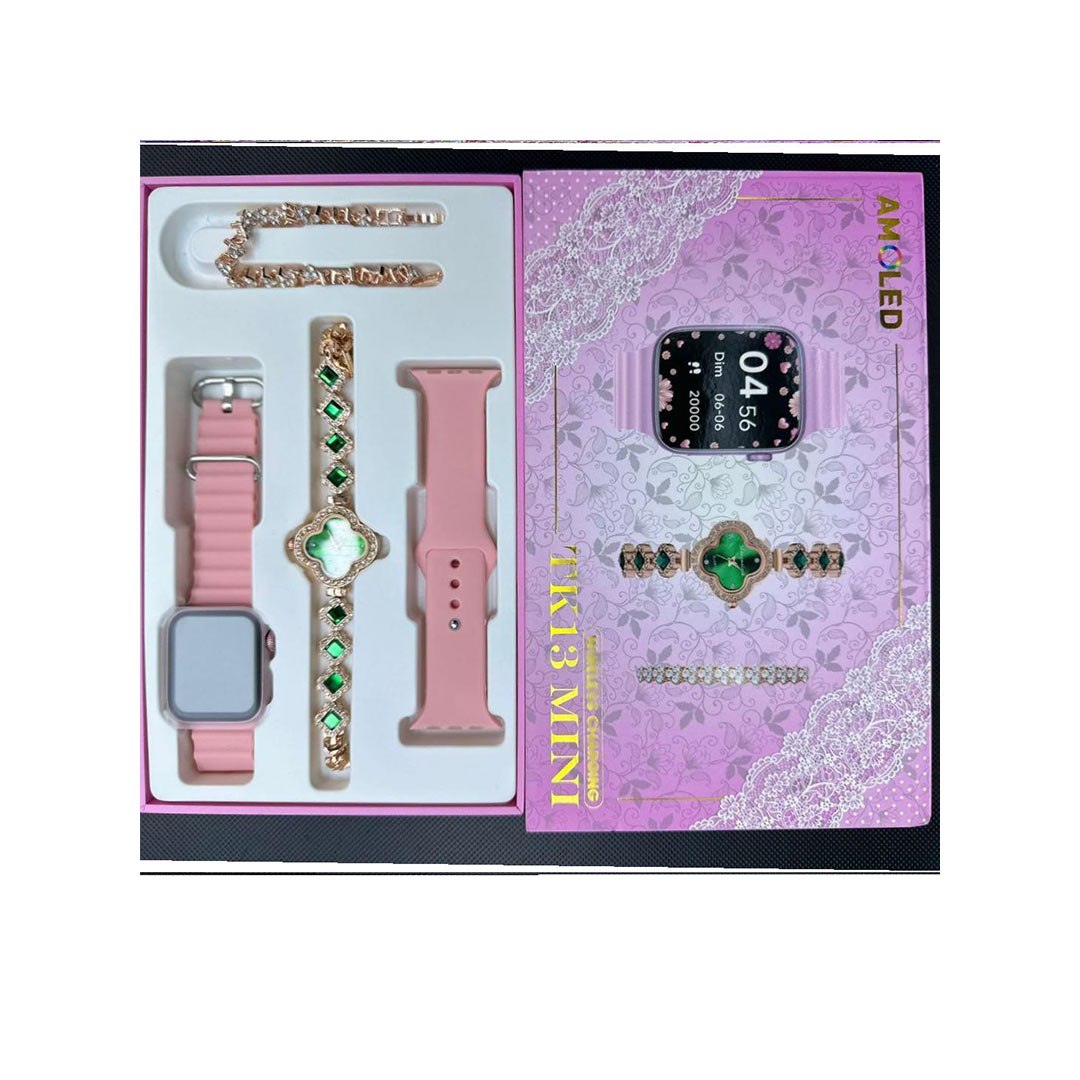 AMOLED
04 56
Dim 06-06
20000
TK13 MINI
WIRELESS CHARGING